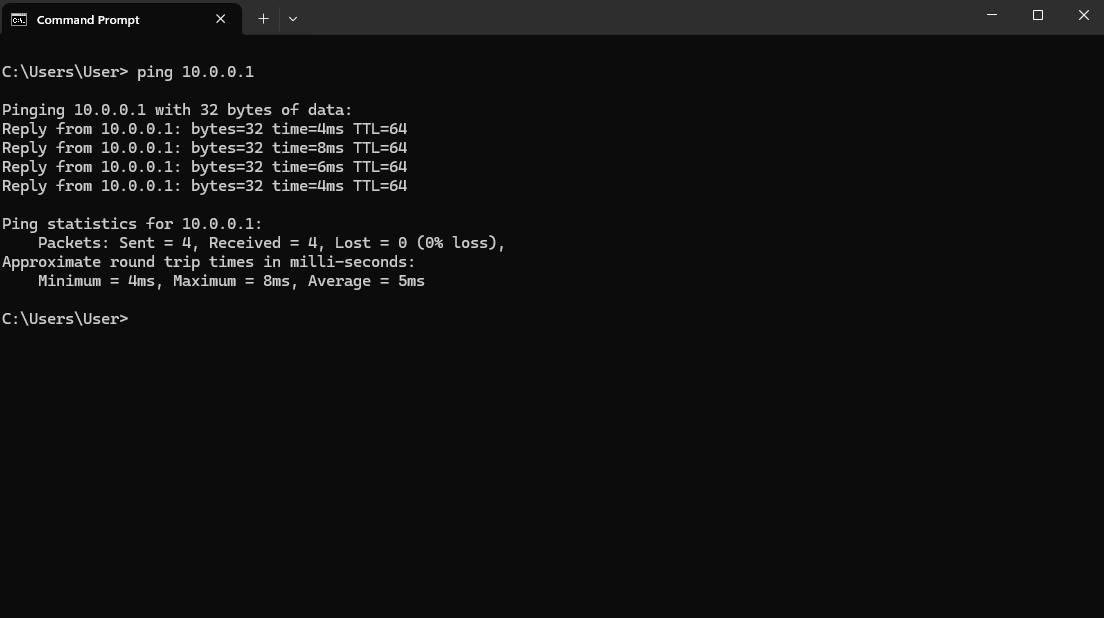 Command Prompt
C:\Users\User> ping 10.0.0.1
Pinging 10.0.0.1 with 32 bytes of data:
Reply from 10.0.0.1: bytes=32 time=4ms TTL=64
Reply from 10.0.0.1: bytes=32 time=8ms TTL=64
Reply from 10.0.0.1: bytes=32 time=6ms TTL=64
Reply from 10.0.0.1: bytes=32 time=4ms TTL=64
Ping statistics for 10.0.0.1:
    Packets: Sent = 4, Received = 4, Lost = 0 (0% loss),
Approximate round trip times in milli-seconds:
    Minimum = 4ms, Maximum = 8ms, Average = 5ms
C:\Users\User>